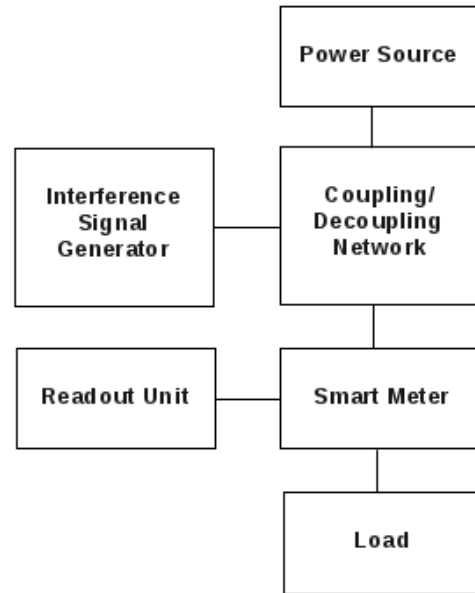 Power Source
Interference
Signal
Generator
Coupling/
Decoupling
Network
Readout Unit
Smart Meter
Load